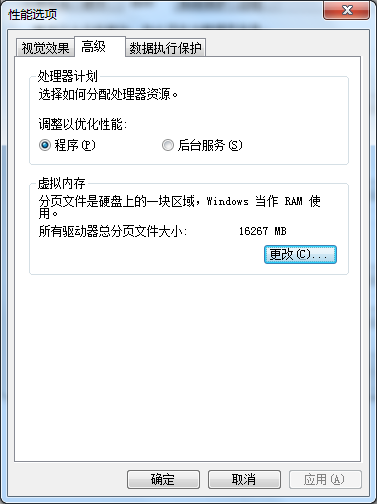 性能选项
视觉效果 高级 数据执行保护
处理器计划
选择如何分配处理器资源。
调整以优化性能:
程序(P) 后台服务(S)
虚拟内存
分页文件是硬盘上的一块区域，Windows 当作 RAM 使
用。
所有驱动器总分页文件大小: 16267 MB
更改(C)...
确定 取消 应用(A)